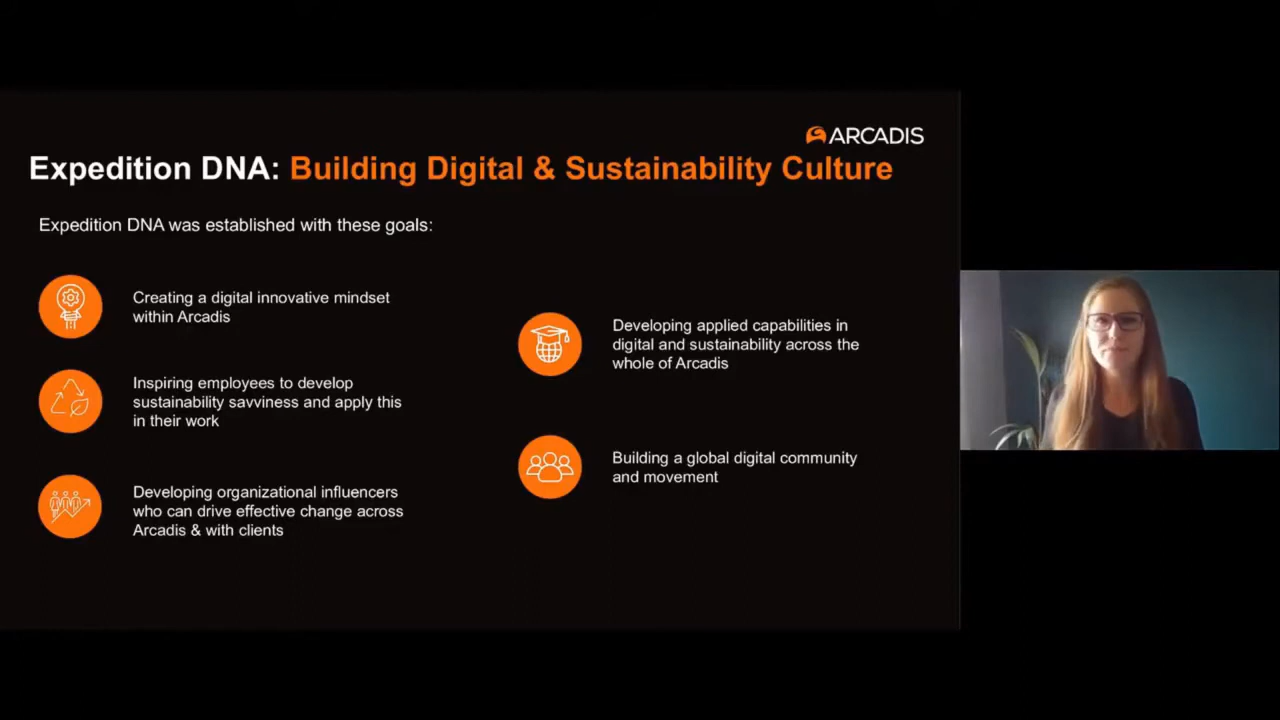 ARCADIS
Expedition DNA: Building Digital & Sustainability Culture
Expedition DNA was established with these goals:
Creating a digital innovative mindset
within Arcadis
Inspiring employees to develop
sustainability savviness and apply this
in their work
Developing organizational influencers
who can drive effective change across
Arcadis & with clients
Developing applied capabilities in
digital and sustainability across the
whole of Arcadis
Building a global digital community
and movement